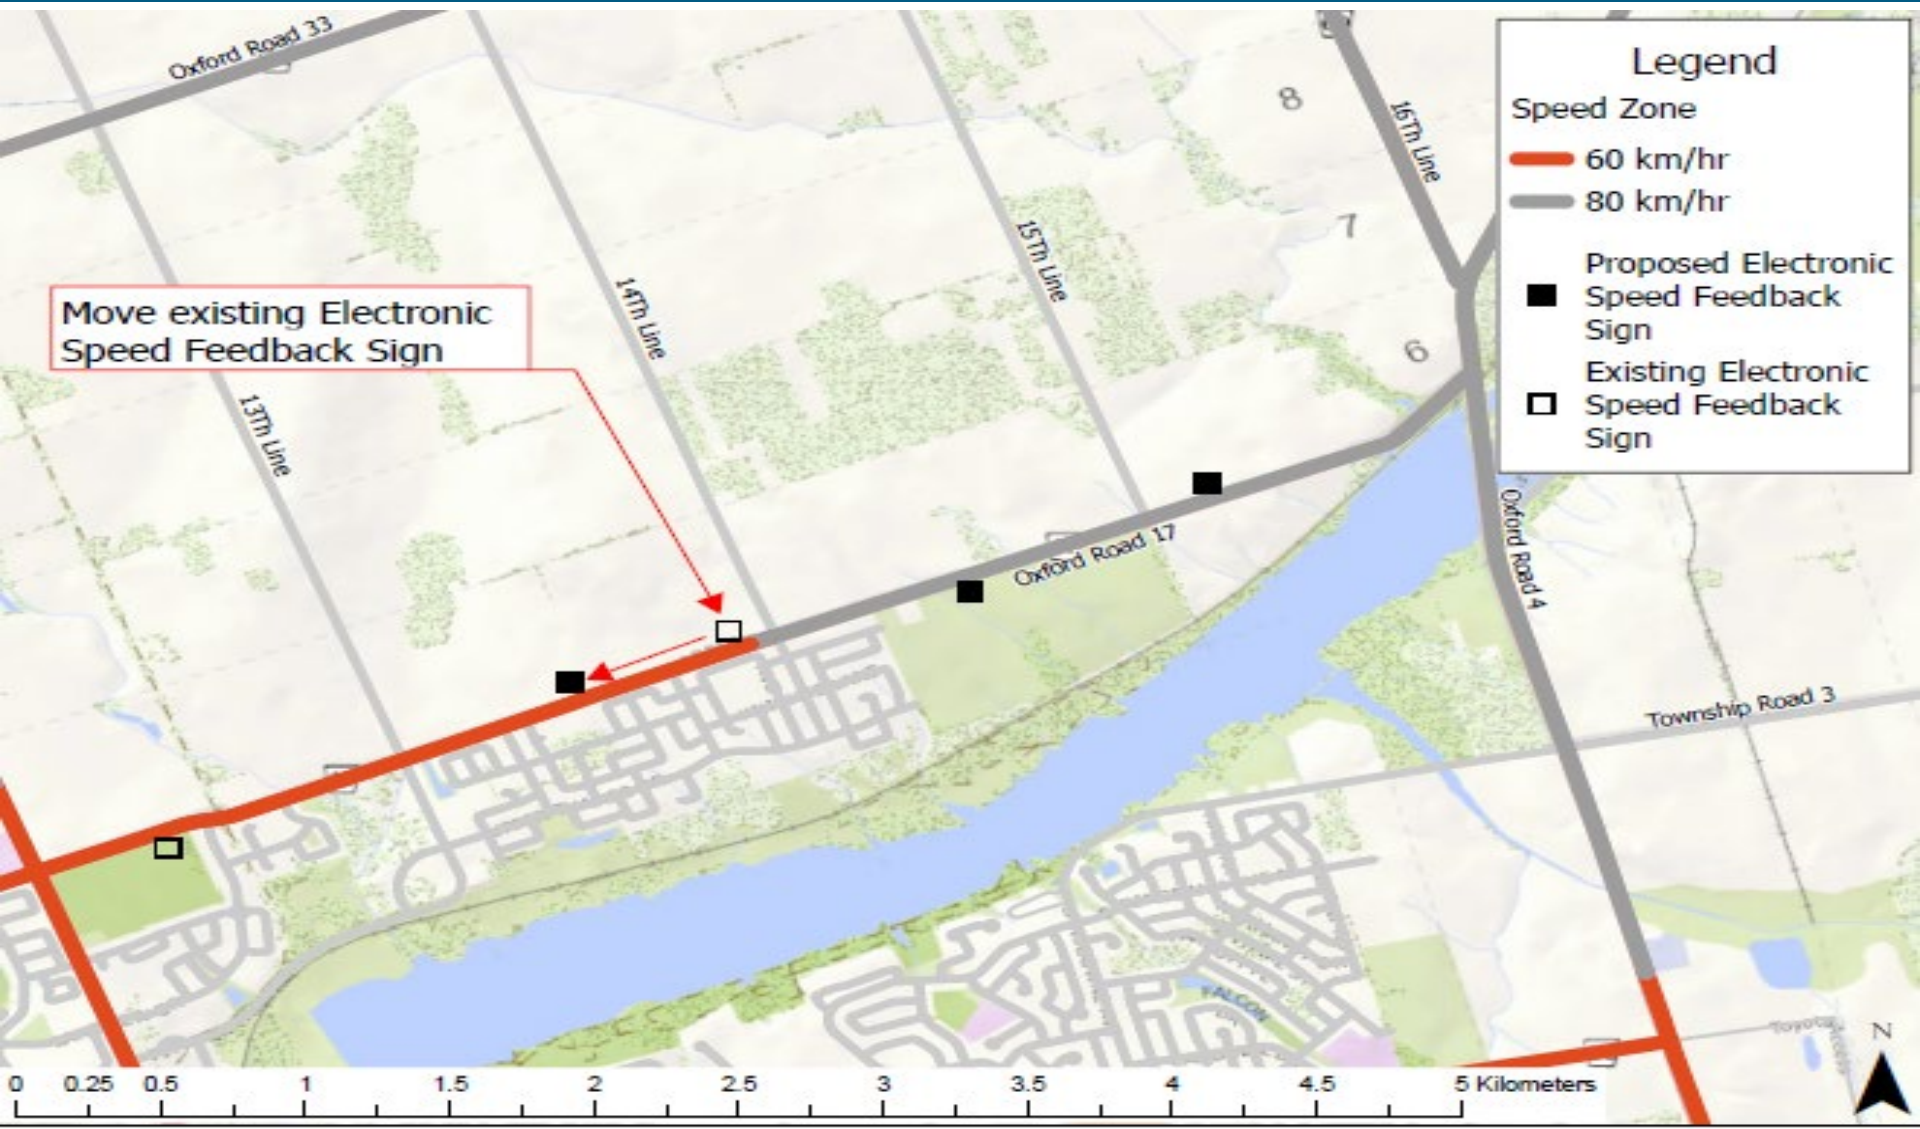 Oxford Road 33
8
16Th Line
7
15Th Line
14Th Line
6
Move existing Electronic
Speed Feedback Sign
13Th Line
Oxford Road 17
Oxford Road 4
Township Road 3
FALCON
Toyota
Legend
Speed Zone
60 km/hr
80 km/hr
Proposed Electronic
Speed Feedback
Sign
Existing Electronic
Speed Feedback
Sign
N
0 0.25 0.5 1 1.5 2 2.5 3 3.5 4 4.5 5 Kilometers